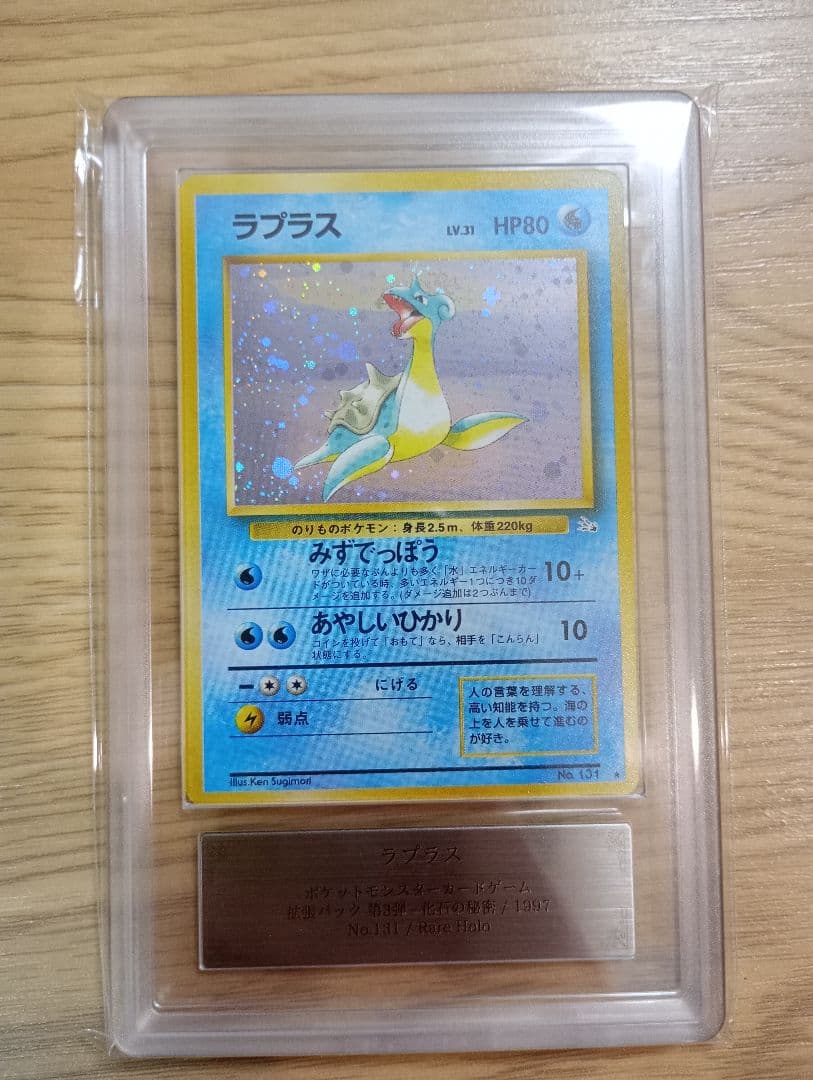 ラプラス LV.31 HP80
のりものポケモン：身長2.5m、体重220kg
みずでっぽう
ワザに必要なぶんよりも多く「水」エネルギーカー
ドがついている時、多いエネルギー1つにつき10ダ
メージを追加する。(ダメージ追加は2つぶんまで)
10+
あやしいひかり
コインを投げて「おもて」なら、相手を「こんらん」
状態にする。
10
にげる
弱点
人の言葉を理解する、
高い知能を持つ。海の
上を人を乗せて進むの
が好き。
Illus. Ken Sugimori No. 131 ★
ラプラス
ポケットモンスターカードゲーム
拡張パック 第3弾 - 化石の秘密 / 1997
No.131 / Rare Holo